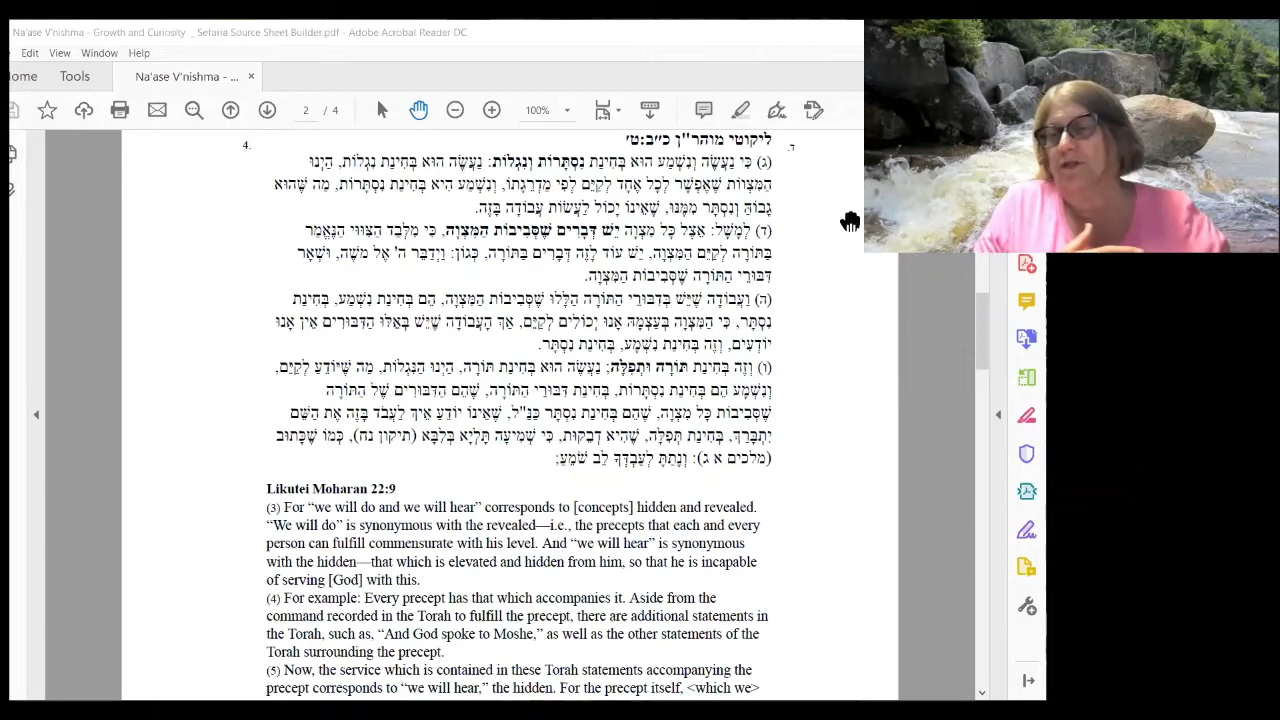 Na'ase V'nishma - Growth and Curiosity _ Sefaria Source Sheet Builder.pdf - Adobe Acrobat Reader DC
Edit View Window Help
ome Tools Na'ase V'nishma - ... ×
2 / 4 100%
4.
ד.
ליקוטי מוהר"ן כ״ב:ט׳
(ג) כִּי נַעֲשֶׂה וְנִשְׁמַע הוּא בְּחִינַת נִסְתָּרוֹת וְנִגְלוֹת: נַעֲשֶׂה הוּא בְּחִינַת נִגְלוֹת, הַיְנוּ
הַמִּצְווֹת שֶׁאֶפְשָׁר לְכָל אֶחָד לְקַיֵּם לְפִי מַדְרֵגָתוֹ, וְנִשְׁמַע הִיא בְּחִינַת נִסְתָּרוֹת, מַה שֶּׁהוּא
גָּבוֹהַּ וְנִסְתָּר מִמֶּנּוּ, שֶׁאֵינוֹ יָכוֹל לַעֲשׂוֹת עֲבוֹדָה בָּזֶה.
(ד) לְמָשָׁל: אֵצֶל כָּל מִצְוָה יֵשׁ דְּבָרִים שֶׁסְּבִיבוֹת הַמִּצְוָה, כִּי מִלְּבַד הַצִּוּוּי הַנֶּאֱמַר
בַּתּוֹרָה לְקַיֵּם הַמִּצְוָה, יֵשׁ עוֹד לָזֶה דְּבָרִים בַּתּוֹרָה, כְּגוֹן: וַיְדַבֵּר ה' אֶל מֹשֶׁה, וּשְׁאָר
דִּבּוּרֵי הַתּוֹרָה שֶׁסְּבִיבוֹת הַמִּצְוָה.
(ה) וַעֲבוֹדָה שֶׁיֵּשׁ בְּדִבּוּרֵי הַתּוֹרָה הַלָּלוּ שֶׁסְּבִיבוֹת הַמִּצְוָה, הֵם בְּחִינַת נִשְׁמַע, בְּחִינַת
נִסְתָּר, כִּי הַמִּצְוָה בְּעַצְמָהּ אָנוּ יְכוֹלִים לְקַיֵּם, אַךְ הָעֲבוֹדָה שֶׁיֵּשׁ בְּאֵלּוּ הַדִּבּוּרִים אֵין אָנוּ
יוֹדְעִים, וְזֶה בְּחִינַת נִשְׁמָע, בְּחִינַת נִסְתָּר.
(ו) וְזֶה בְּחִינַת תּוֹרָה וּתְפִלָּה; נַעֲשֶׂה הוּא בְּחִינַת תּוֹרָה, הַיְנוּ הַנִּגְלוֹת, מַה שֶּׁיּוֹדֵעַ לְקַיֵּם,
וְנִשְׁמָע הֵם בְּחִינַת נִסְתָּרוֹת, בְּחִינַת דִּבּוּרֵי הַתּוֹרָה, שֶׁהֵם הַדִּבּוּרִים שֶׁל הַתּוֹרָה
שֶׁסְּבִיבוֹת כָּל מִצְוָה, שֶׁהֵם בְּחִינַת נִסְתָּר כַּנַּ"ל, שֶׁאֵינוֹ יוֹדֵעַ אֵיךְ לַעֲבֹד בָּזֶה אֶת הַשֵּׁם
יִתְבָּרַךְ, בְּחִינַת תְּפִלָּה, שֶׁהִיא דְּבֵקוּת, כִּי שְׁמִיעָה תַּלְיָא בְּלִבָּא (תיקון נח), כְּמוֹ שֶׁכָּתוּב
(מלכים א ג): וְנָתַתָּ לְעַבְדְּךָ לֵב שֹׁמֵעַ;
Likutei Moharan 22:9
(3) For “we will do and we will hear” corresponds to [concepts] hidden and revealed.
“We will do” is synonymous with the revealed—i.e., the precepts that each and every
person can fulfill commensurate with his level. And “we will hear” is synonymous
with the hidden—that which is elevated and hidden from him, so that he is incapable
of serving [God] with this.
(4) For example: Every precept has that which accompanies it. Aside from the
command recorded in the Torah to fulfill the precept, there are additional statements in
the Torah, such as, “And God spoke to Moshe,” as well as the other statements of the
Torah surrounding the precept.
(5) Now, the service which is contained in these Torah statements accompanying the
precept corresponds to “we will hear,” the hidden. For the precept itself, <which we>